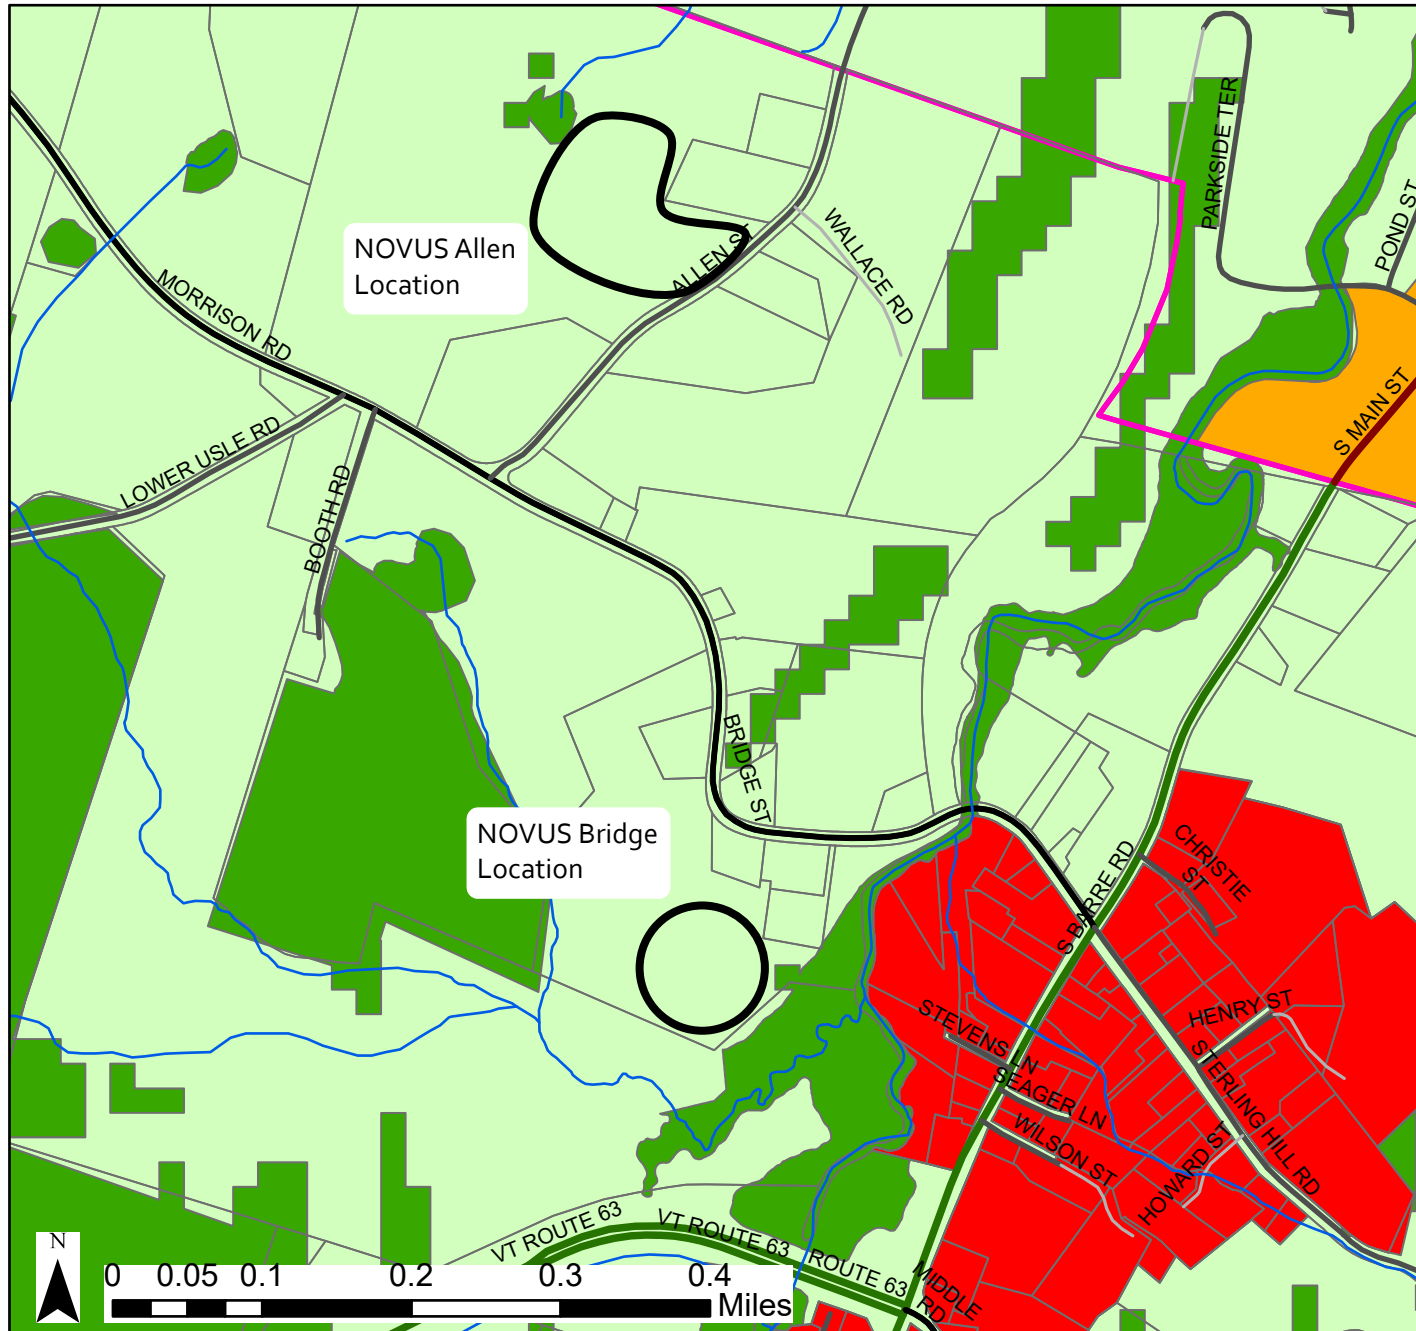 PARKSIDE TER
POND ST
NOVUS Allen
Location
ALLEN ST
WALLACE RD
MORRISON RD
S MAIN ST
LOWER USLE RD
BOOTH RD
BRIDGE ST
NOVUS Bridge
Location
CHRISTIE
ST
S BARRE RD
STEVENS LN
HENRY ST
SEAGER LN
STERLING HILL RD
WILSON ST
HOWARD ST
VT ROUTE 63
VT ROUTE 63
ROUTE 63
MIDDLE
RD
N
0 0.05 0.1 0.2 0.3 0.4
Miles